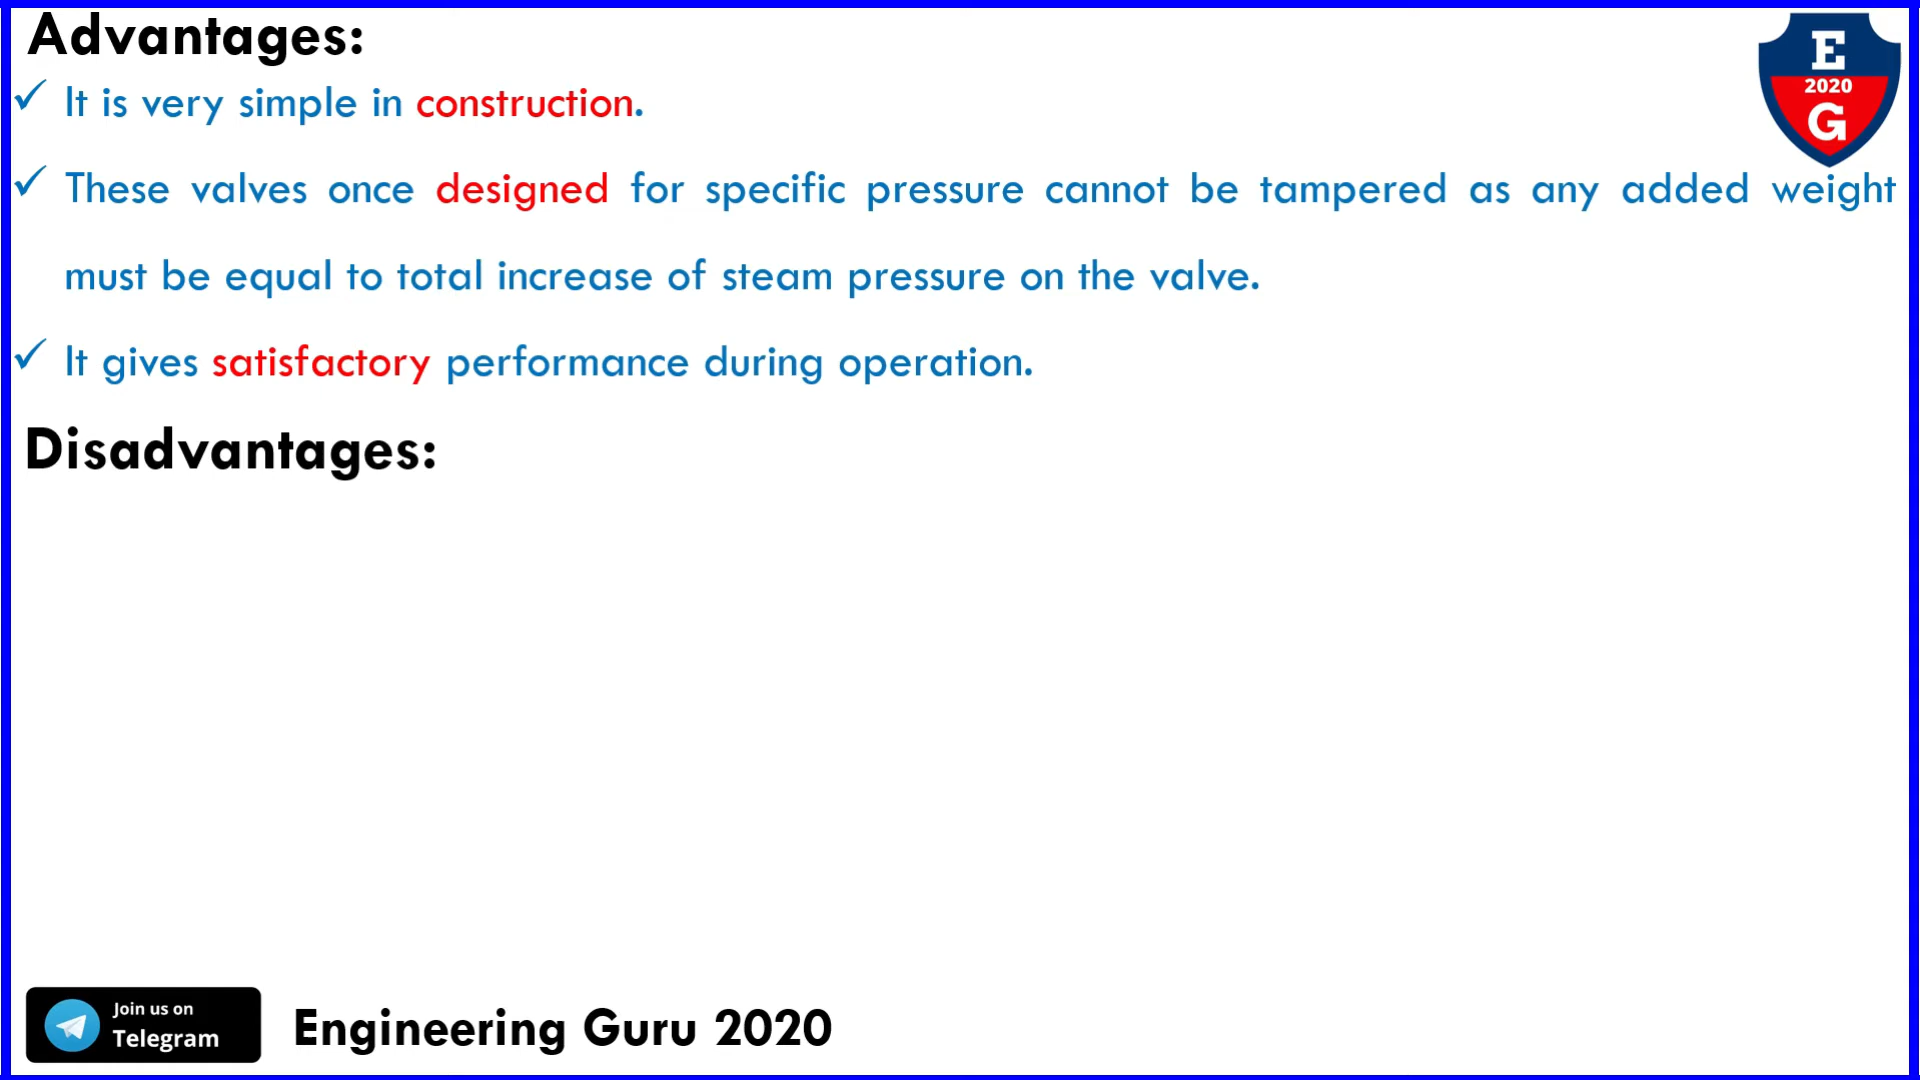 Advantages:
✓ It is very simple in construction.
✓ These valves once designed for specific pressure cannot be tampered as any added weight
must be equal to total increase of steam pressure on the valve.
✓ It gives satisfactory performance during operation.
Disadvantages:
E
2020
G
Join us on
Telegram
Engineering Guru 2020